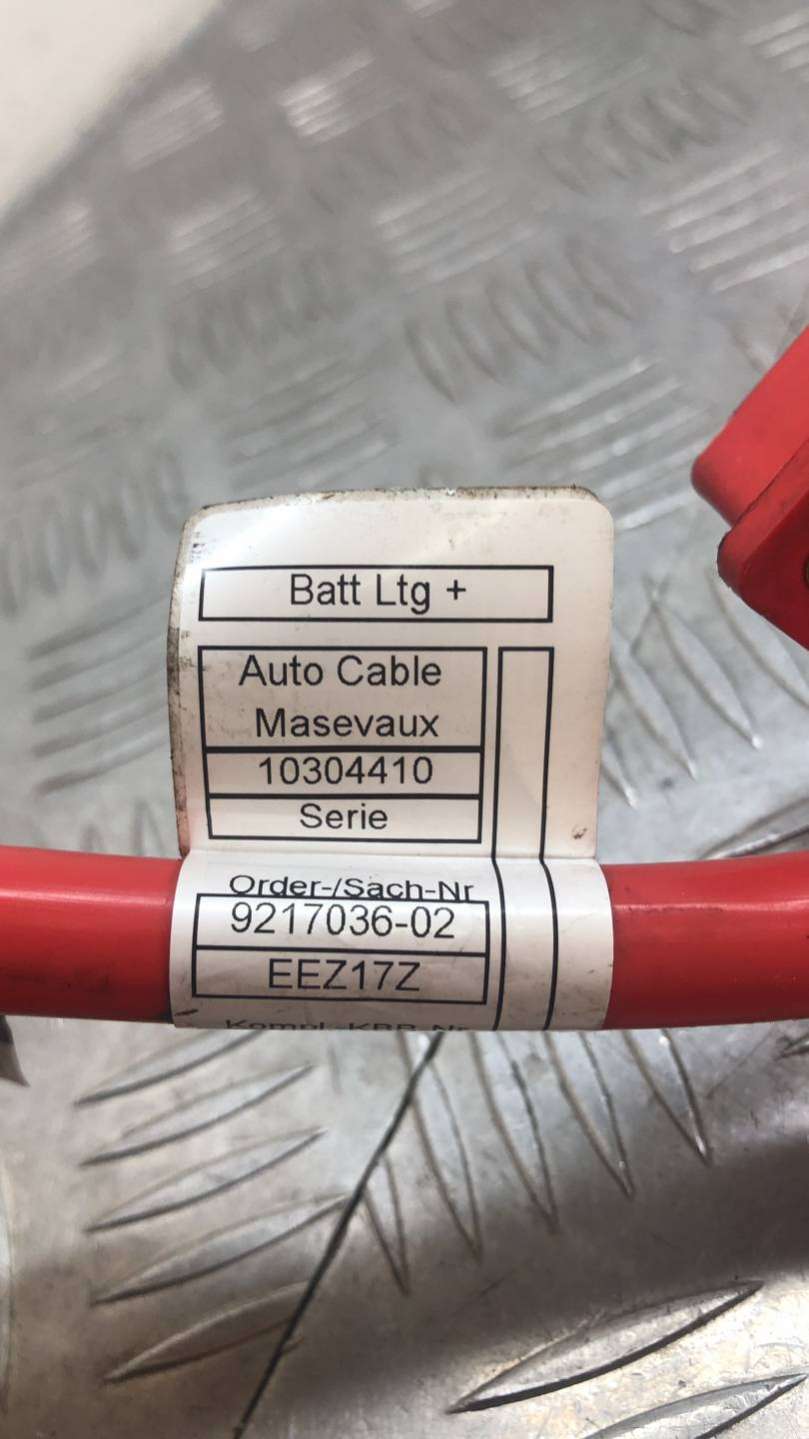 Batt Ltg +
Auto Cable
Masevaux
10304410
Serie
Order-/Sach-Nr
9217036-02
EEZ17Z